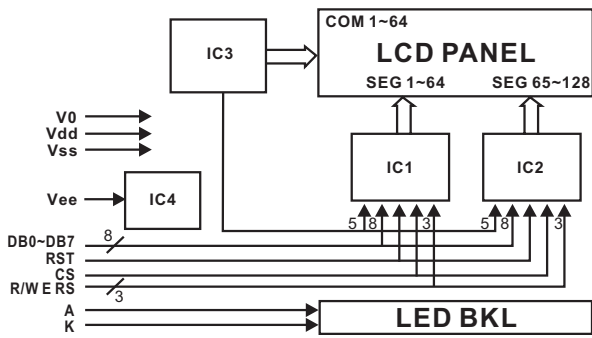 COM 1~64
LCD PANEL
SEG 1~64 SEG 65~128
IC3
V0
Vdd
Vss
IC1
IC2
Vee
IC4
5 8 3
5 8 3
DB0~DB7 8
RST
CS
R/W E RS 3
A
K
LED BKL